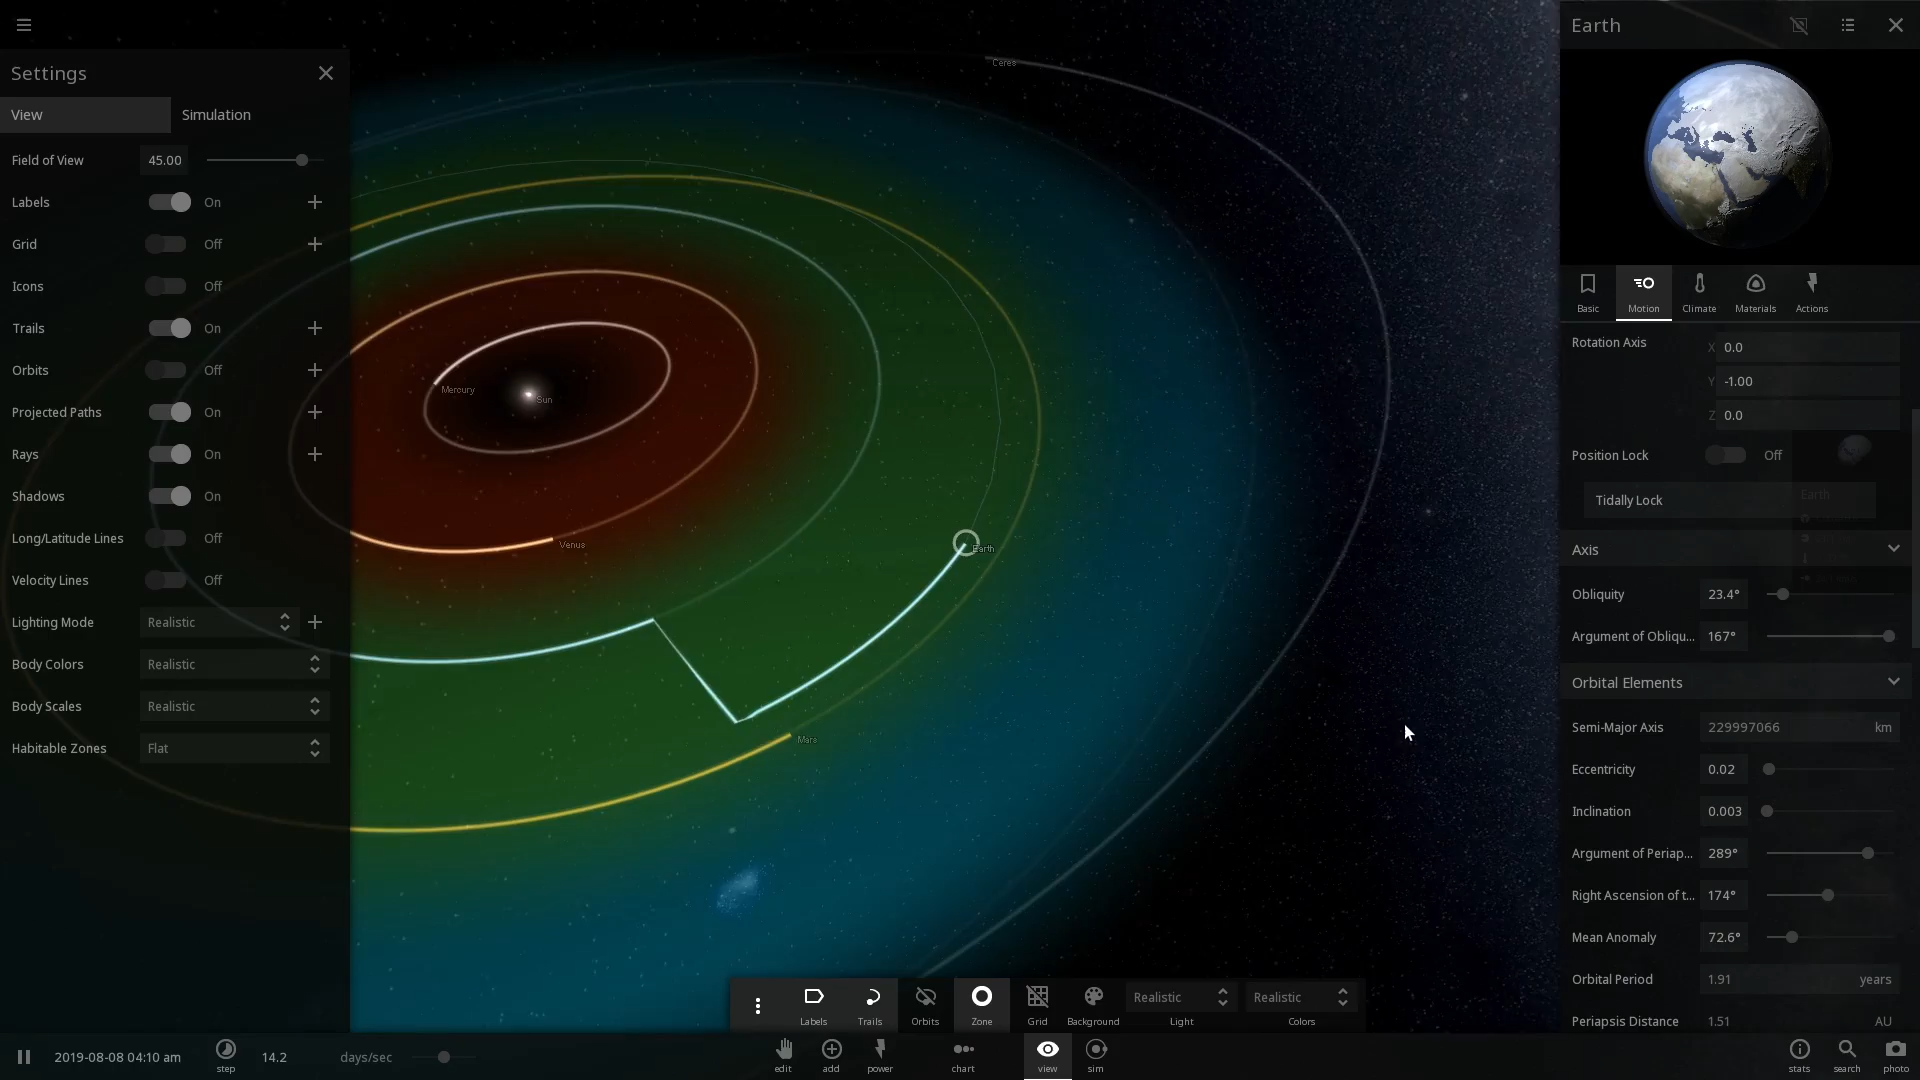 Settings
View Simulation
Field of View 45.00
Labels On
Grid Off
Icons Off
Trails On
Orbits Off
Projected Paths On
Rays On
Shadows On
Long/Latitude Lines Off
Velocity Lines Off
Lighting Mode Realistic
Body Colors Realistic
Body Scales Realistic
Habitable Zones Flat
Ceres
Mercury
Sun
Venus
Earth
Mars
Earth
Basic Motion Climate Materials Actions
Rotation Axis X 0.0
Y -1.00
Z 0.0
Position Lock Off
Tidally Lock
Earth
Axis
Obliquity 23.4°
Argument of Obliqu... 167°
Orbital Elements
Semi-Major Axis 229997066 km
Eccentricity 0.02
Inclination 0.003
Argument of Periap... 289°
Right Ascension of t... 174°
Mean Anomaly 72.6°
Orbital Period 1.91 years
Periapsis Distance 1.51 AU
Realistic Realistic
Labels Trails Orbits Zone Grid Background Light Colors
2019-08-08 04:10 am step 14.2 days/sec
edit add power chart view sim
stats search photo